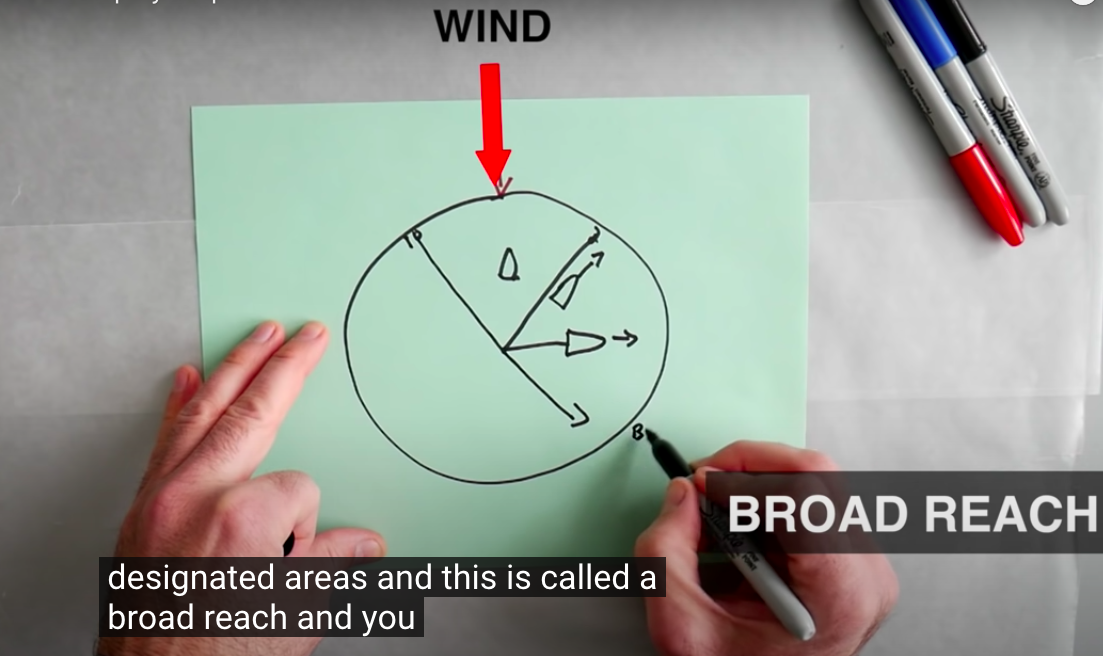 WIND
Sharpie
B
BROAD REACH
designated areas and this is called a
broad reach and you